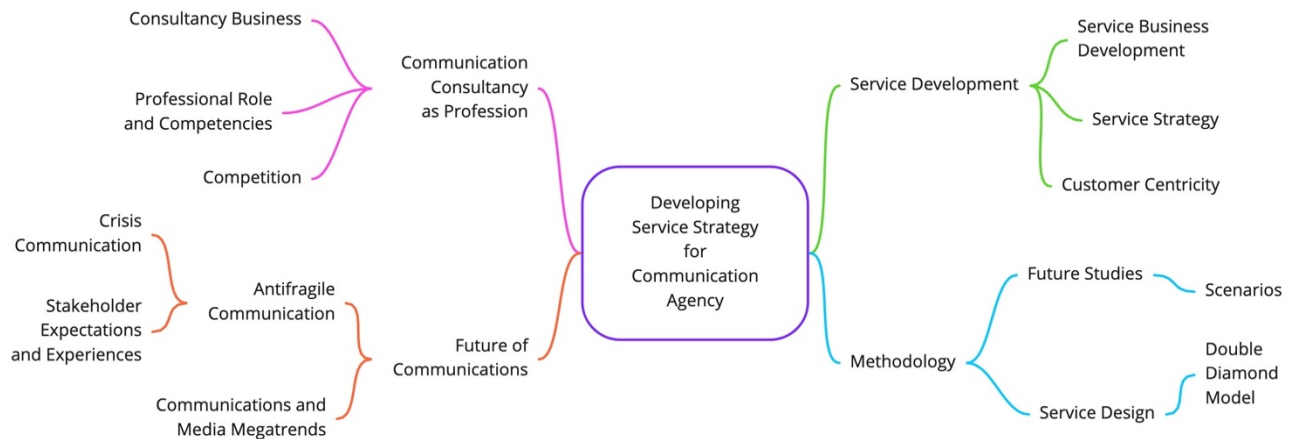 Consultancy Business
Professional Role
and Competencies
Competition
Communication
Consultancy
as Profession
Crisis
Communication
Stakeholder
Expectations
and Experiences
Antifragile
Communication
Communications and
Media Megatrends
Future of
Communications
Developing
Service Strategy
for
Communication
Agency
Service Development
Service Business
Development
Service Strategy
Customer Centricity
Methodology
Future Studies
Scenarios
Service Design
Double
Diamond
Model